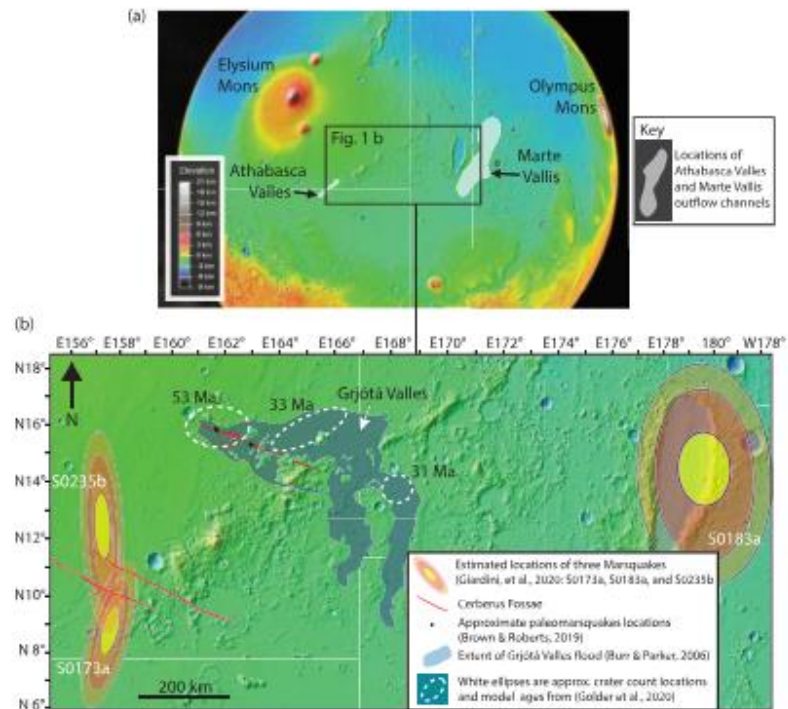 (a)
Elysium
Mons
Olympus
Mons
Fig. 1 b
Athabasca
Valles
Marte
Vallis
Elevation
Key
Locations of
Athabasca Valles
and Marte Vallis
outflow channels
(b)
E156° E158° E160° E162° E164° E166° E168° E170° E172° E174° E176° E178° 180° W178°
N18°
N16°
N14°
N12°
N10°
N 8°
N 6°
N
53 Ma
33 Ma
Grjótá Valles
31 Ma
S0235b
S0173a
S0183a
200 km
Estimated locations of three Marsquakes
(Giardini, et al., 2020: S0173a, S0183a, and S0235b)
Cerberus Fossae
Approximate paleomarsquakes locations
(Brown & Roberts, 2019)
Extent of Grjótá Valles flood (Burr & Parker, 2006)
White ellipses are approx. crater count locations
and model ages from (Golder et al., 2020)